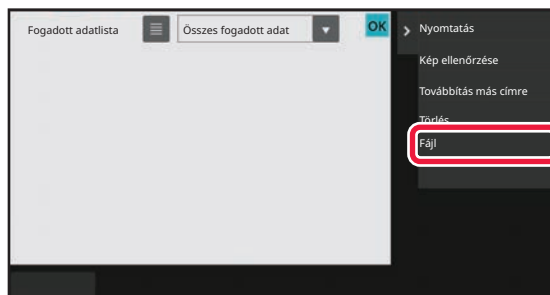 Fogadott adatlista
Összes fogadott adat
OK
Nyomtatás
Kép ellenőrzése
Továbbítás más címre
Törlés
Fájl